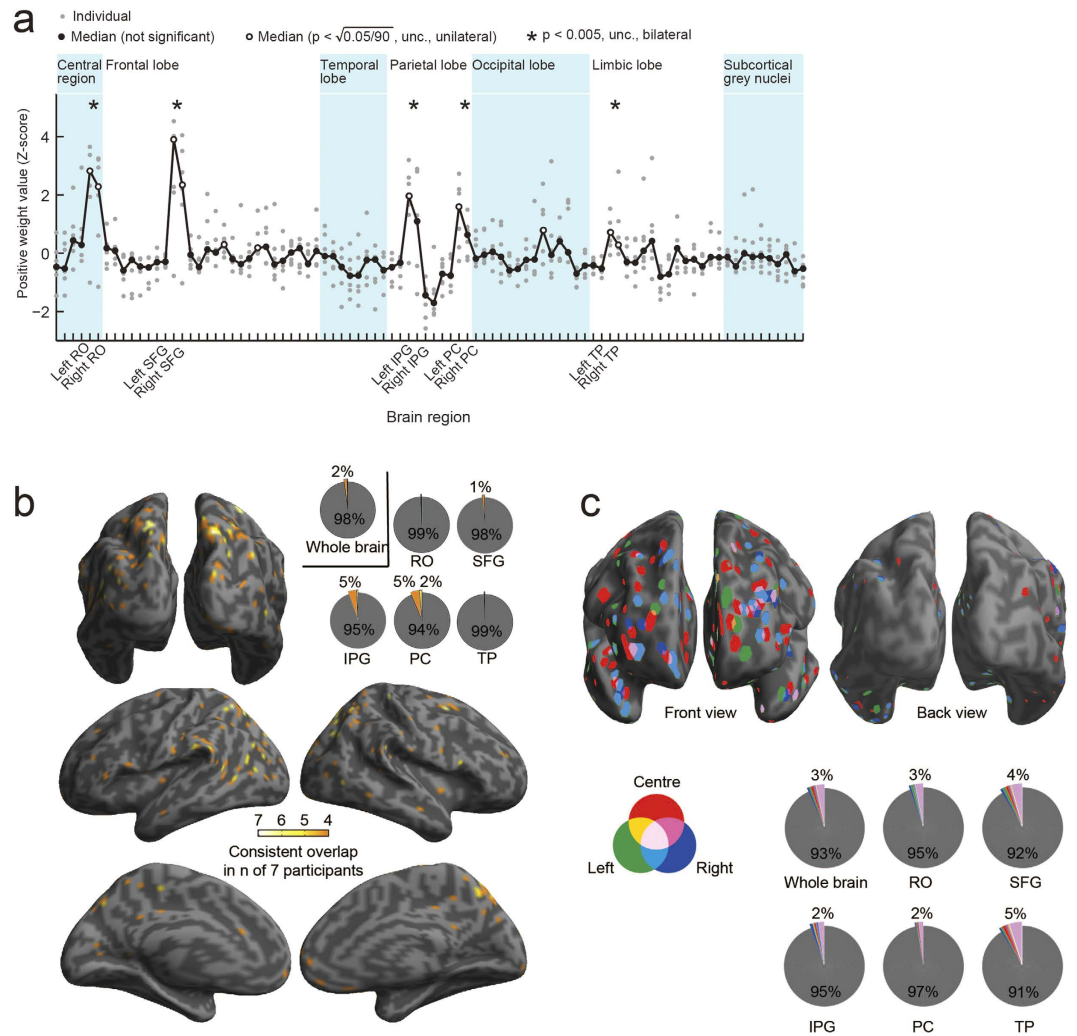 a
Individual
Median (not significant)
Median (p < √0.05/90 , unc., unilateral)
* p < 0.005, unc., bilateral
Central region
Frontal lobe
Temporal lobe
Parietal lobe
Occipital lobe
Limbic lobe
Subcortical grey nuclei
* * * * *
Positive weight value (Z-score)
4
2
0
−2
Left RO
Right RO
Left SFG
Right SFG
Left IPG
Right IPG
Left PC
Right PC
Left TP
Right TP
Brain region
b
2%
98%
Whole brain
99%
RO
1%
98%
SFG
5%
95%
IPG
5% 2%
94%
PC
99%
TP
7 6 5 4
Consistent overlap
in n of 7 participants
c
Front view
Back view
Centre
Left
Right
3%
93%
Whole brain
3%
95%
RO
4%
92%
SFG
2%
95%
IPG
2%
97%
PC
5%
91%
TP